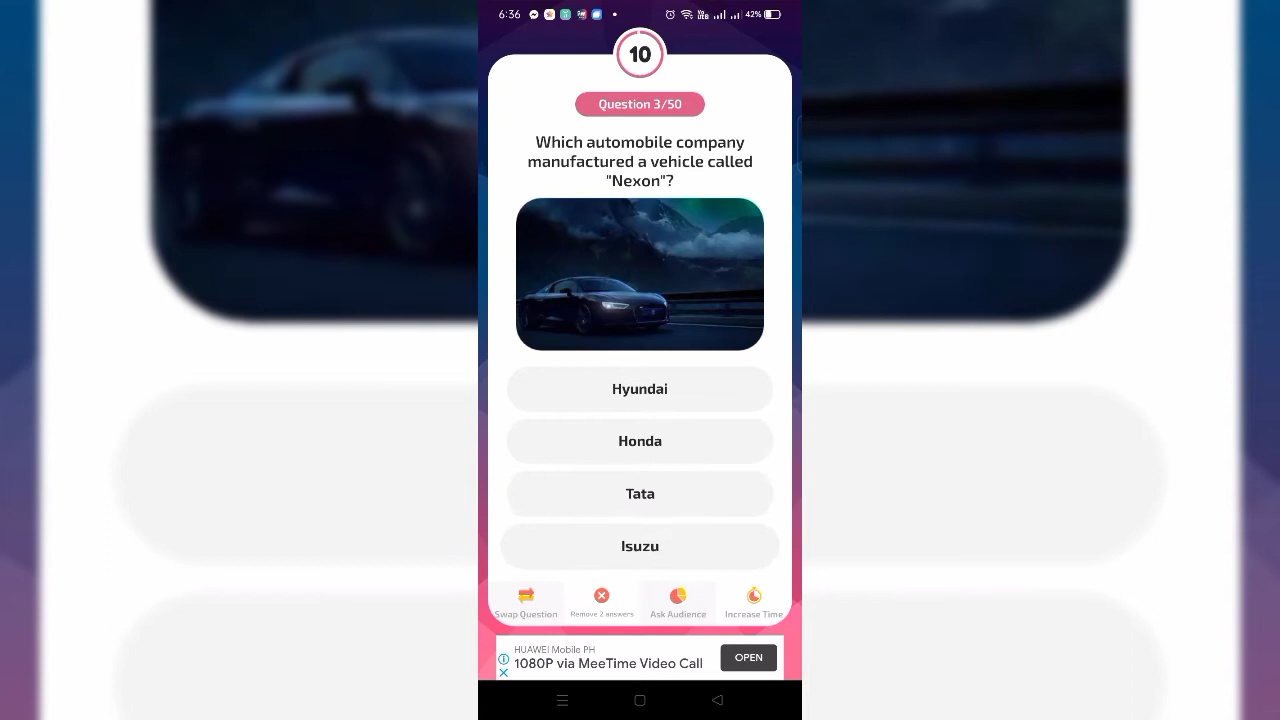 6:36
42%
10
Question 3/50
Which automobile company
manufactured a vehicle called
"Nexon"?
Hyundai
Honda
Tata
Isuzu
Swap Question
Remove 2 answers
Ask Audience
Increase Time
HUAWEI Mobile PH
1080P via MeeTime Video Call
OPEN